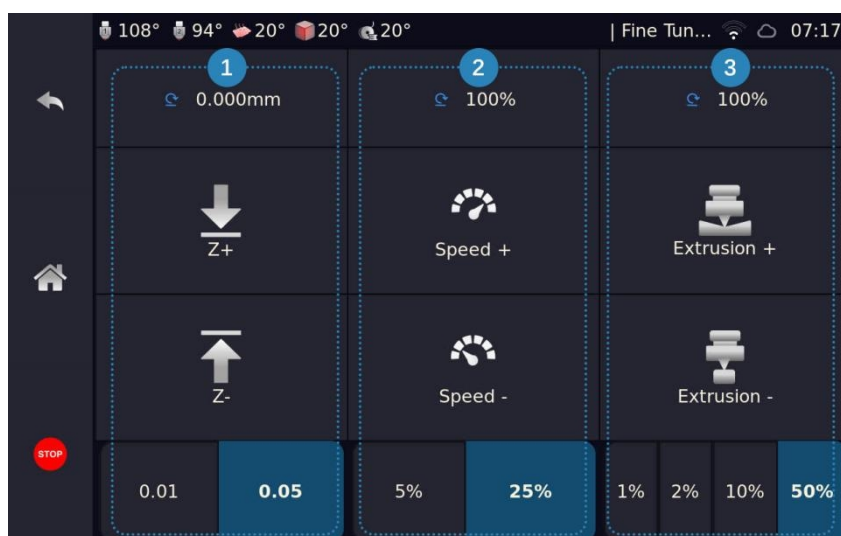 108° 94° 20° 20° 20° | Fine Tun... 07:17
1 2 3
0.000mm 100% 100%
Z+ Speed + Extrusion +
Z- Speed - Extrusion -
STOP
0.01 0.05 5% 25% 1% 2% 10% 50%